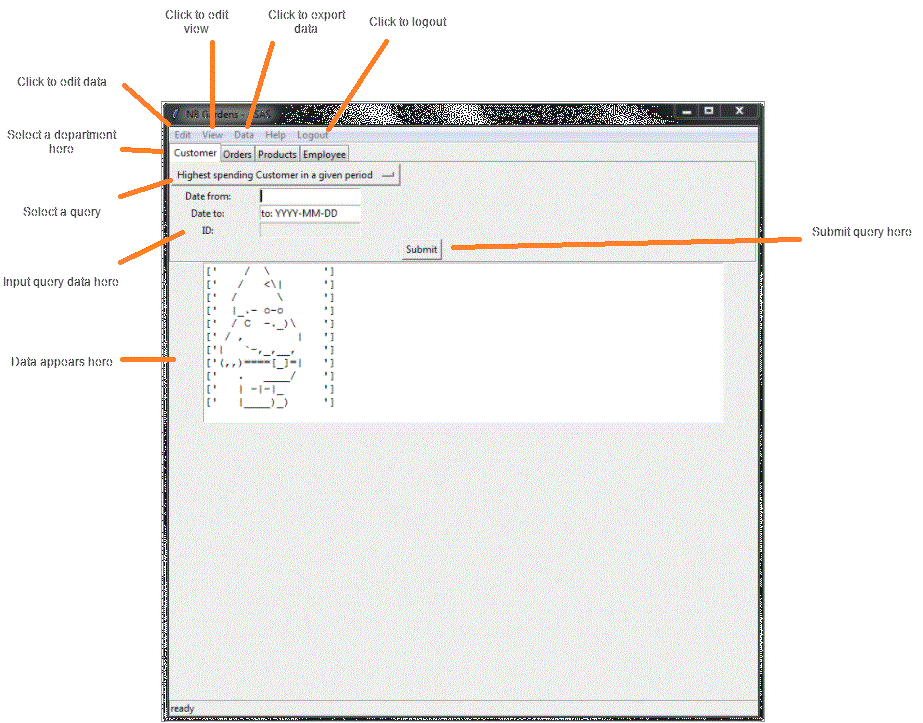 Click to edit
view
Click to export
data
Click to logout
Click to edit data
Select a department
here
Select a query
Input query data here
Data appears here
Submit query here
NB Gardens - ASAS
Edit View Data Help Logout
Customer Orders Products Employee
Highest spending Customer in a given period
Date from:
Date to: to: YYYY-MM-DD
ID:
Submit
['     /  \         ']
['    /   <\|       ']
['   /       \      ']
['   |_.- o-o       ']
['   / C  -._)\     ']
['  / ,         |   ']
['|    `-,_,__,     ']
['(,,)====[_]=|     ']
['    .   ____/     ']
['    | -|-|_       ']
['    |____)_)      ']
ready